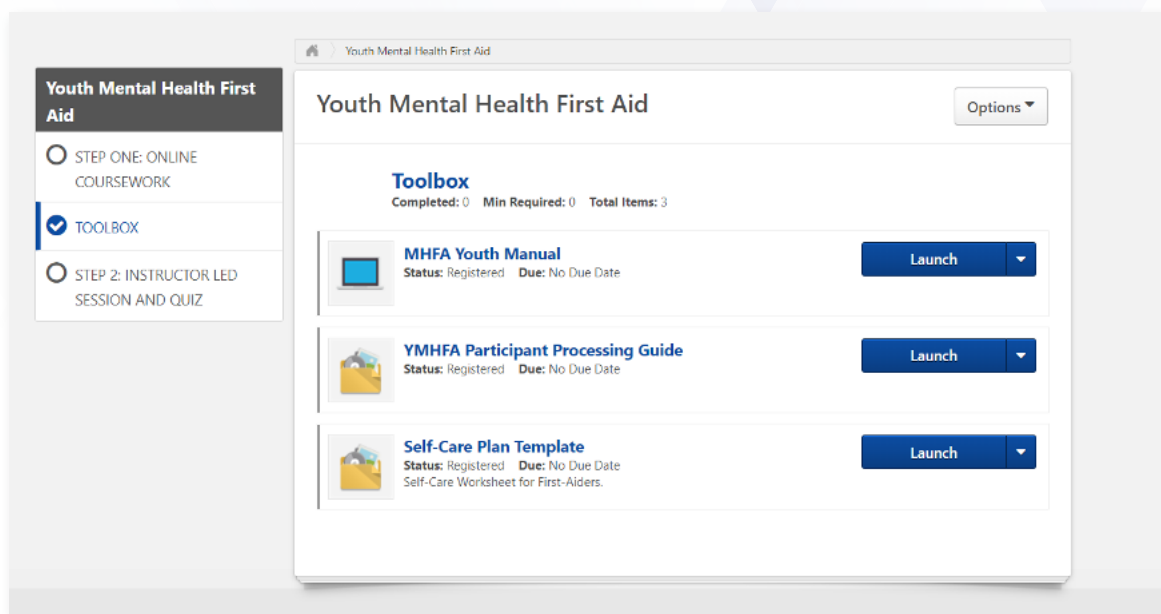 Youth Mental Health First Aid
Youth Mental Health First
Aid
STEP ONE: ONLINE
COURSEWORK
TOOLBOX
STEP 2: INSTRUCTOR LED
SESSION AND QUIZ
Youth Mental Health First Aid
Options
Toolbox
Completed: 0 Min Required: 0 Total Items: 3
MHFA Youth Manual
Status: Registered Due: No Due Date
Launch
YMHFA Participant Processing Guide
Status: Registered Due: No Due Date
Launch
Self-Care Plan Template
Status: Registered Due: No Due Date
Self-Care Worksheet for First-Aiders.
Launch